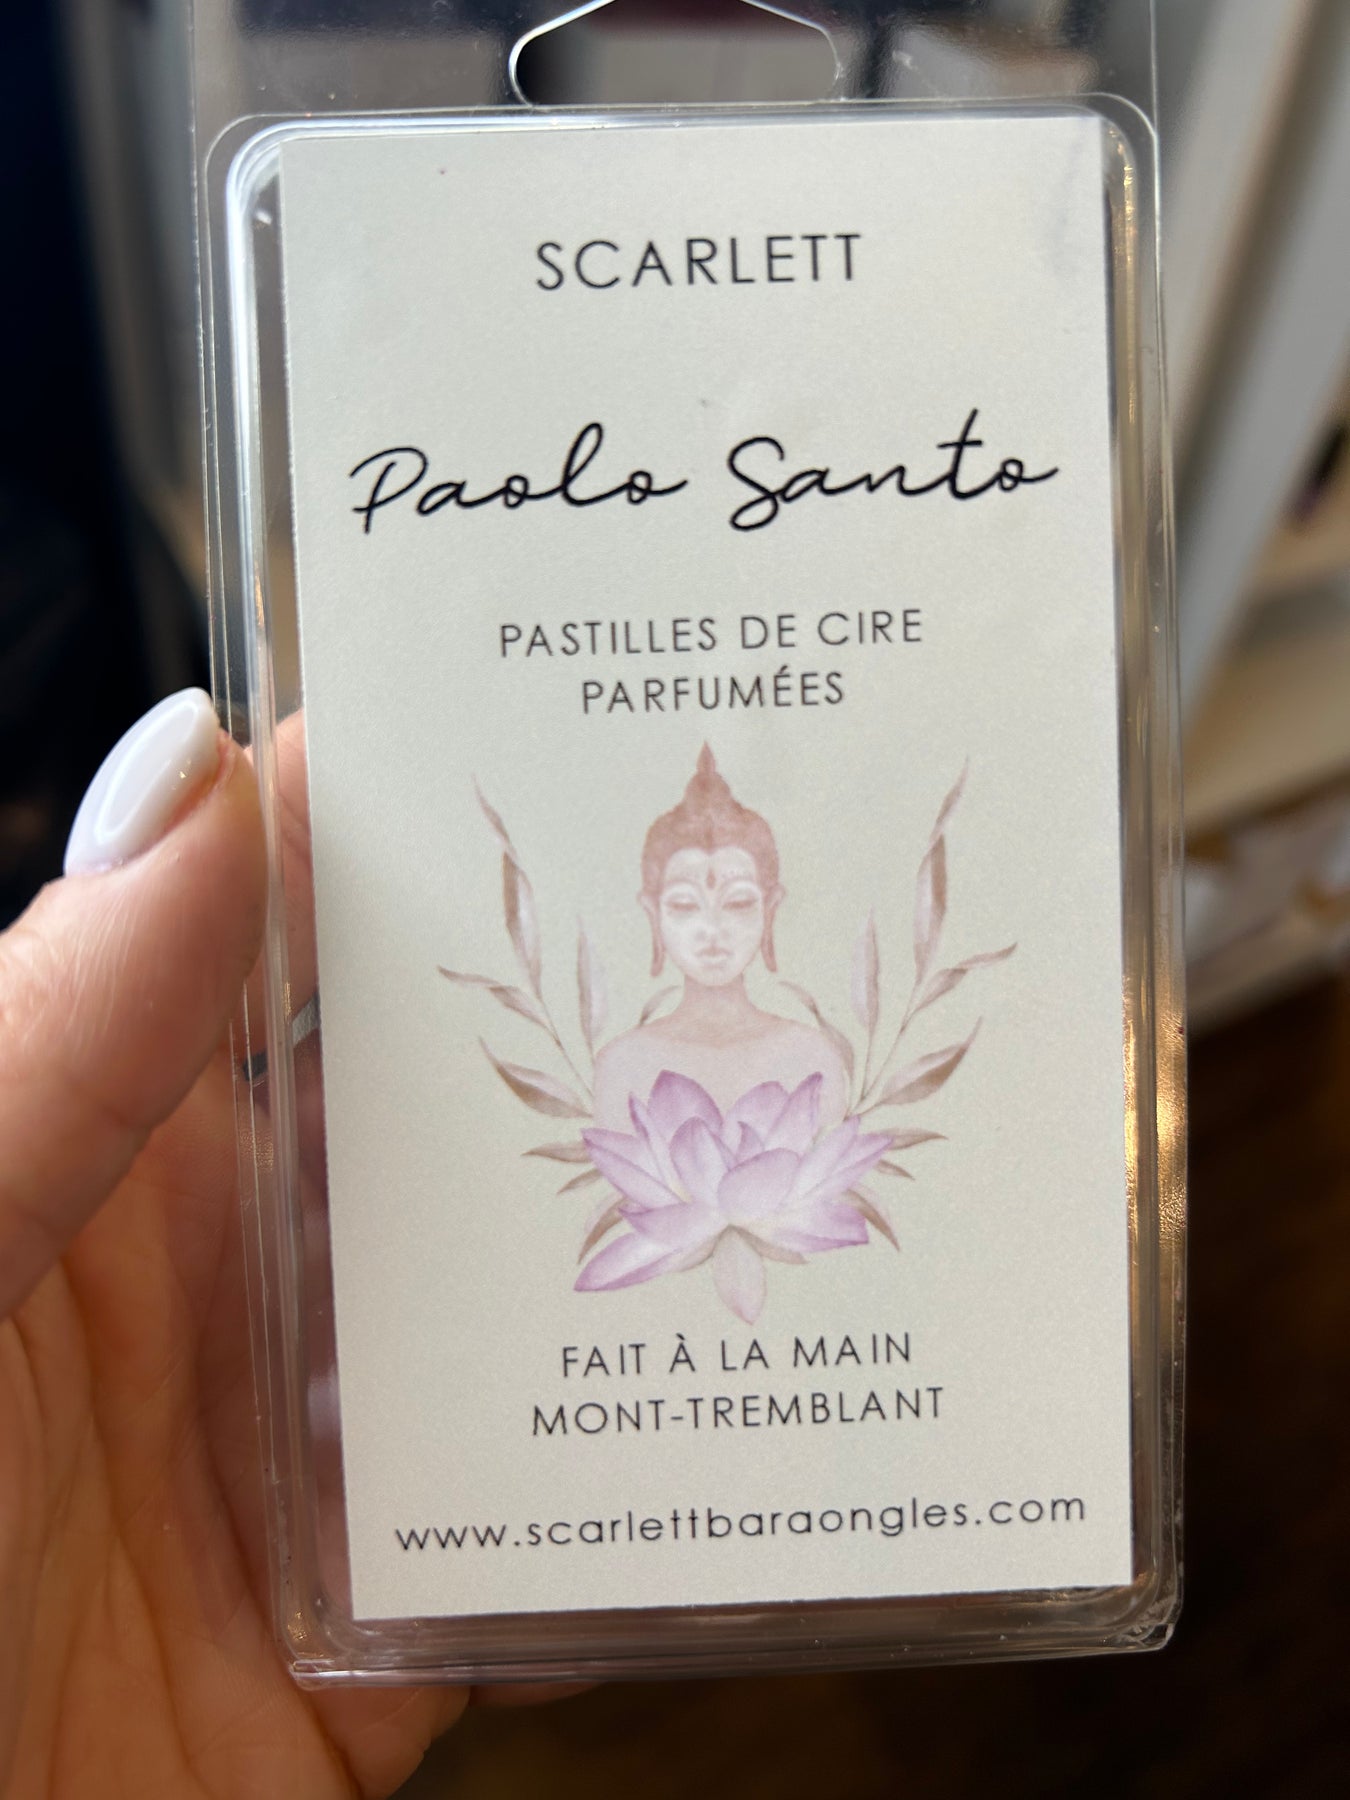 SCARLETT
Paolo Santo
PASTILLES DE CIRE
PARFUMÉES
FAIT À LA MAIN
MONT-TREMBLANT
www.scarlettbaraongles.com